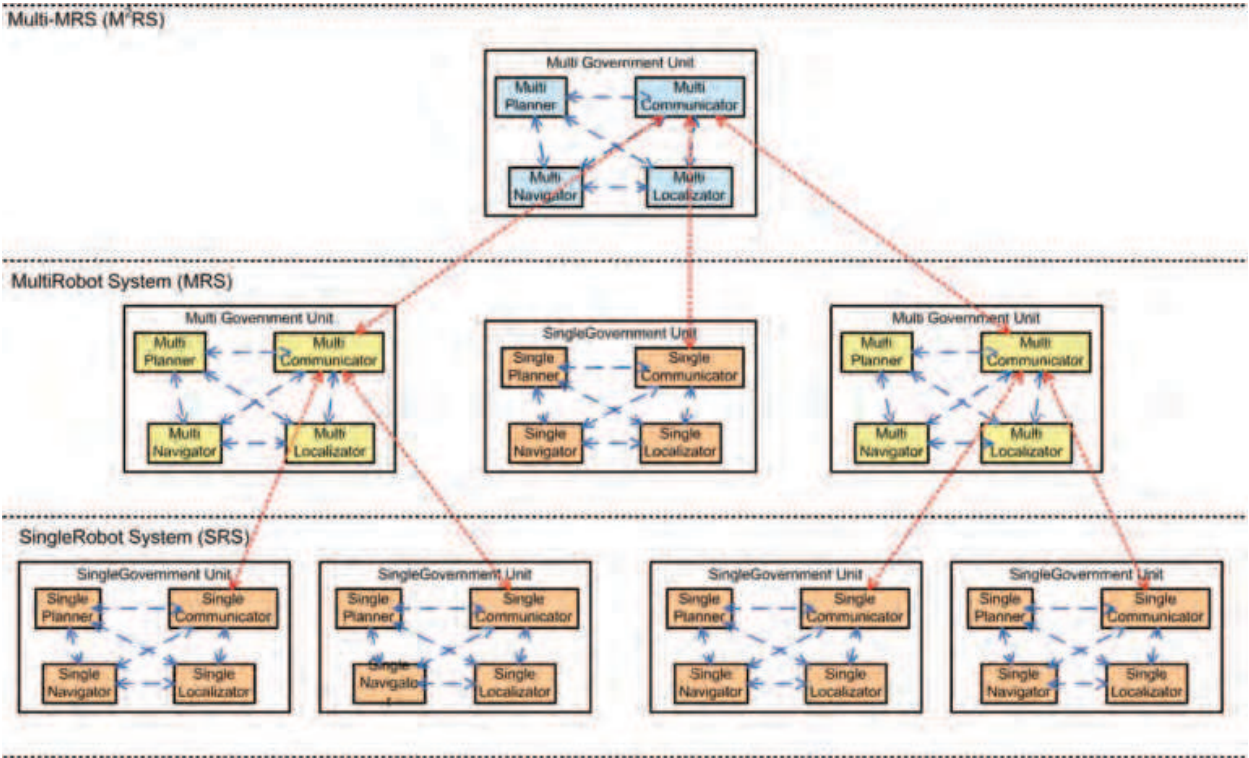 Multi-MRS (M²RS)
Multi Government Unit
Multi
Planner
Multi
Communicator
Multi
Navigator
Multi
Localizator
MultiRobot System (MRS)
Multi Government Unit
Multi
Planner
Multi
Communicator
Multi
Navigator
Multi
Localizator
SingleGovernment Unit
Single
Planner
Single
Communicator
Single
Navigator
Single
Localizator
Multi Government Unit
Multi
Planner
Multi
Communicator
Multi
Navigator
Multi
Localizator
SingleRobot System (SRS)
SingleGovernment Unit
Single
Planner
Single
Communicator
Single
Navigator
Single
Localizator
SingleGovernment Unit
Single
Planner
Single
Communicator
Single
Navigato
r
Single
Localizator
SingleGovernment Unit
Single
Planner
Single
Communicator
Single
Navigator
Single
Localizator
SingleGovernment Unit
Single
Planner
Single
Communicator
Single
Navigator
Single
Localizator